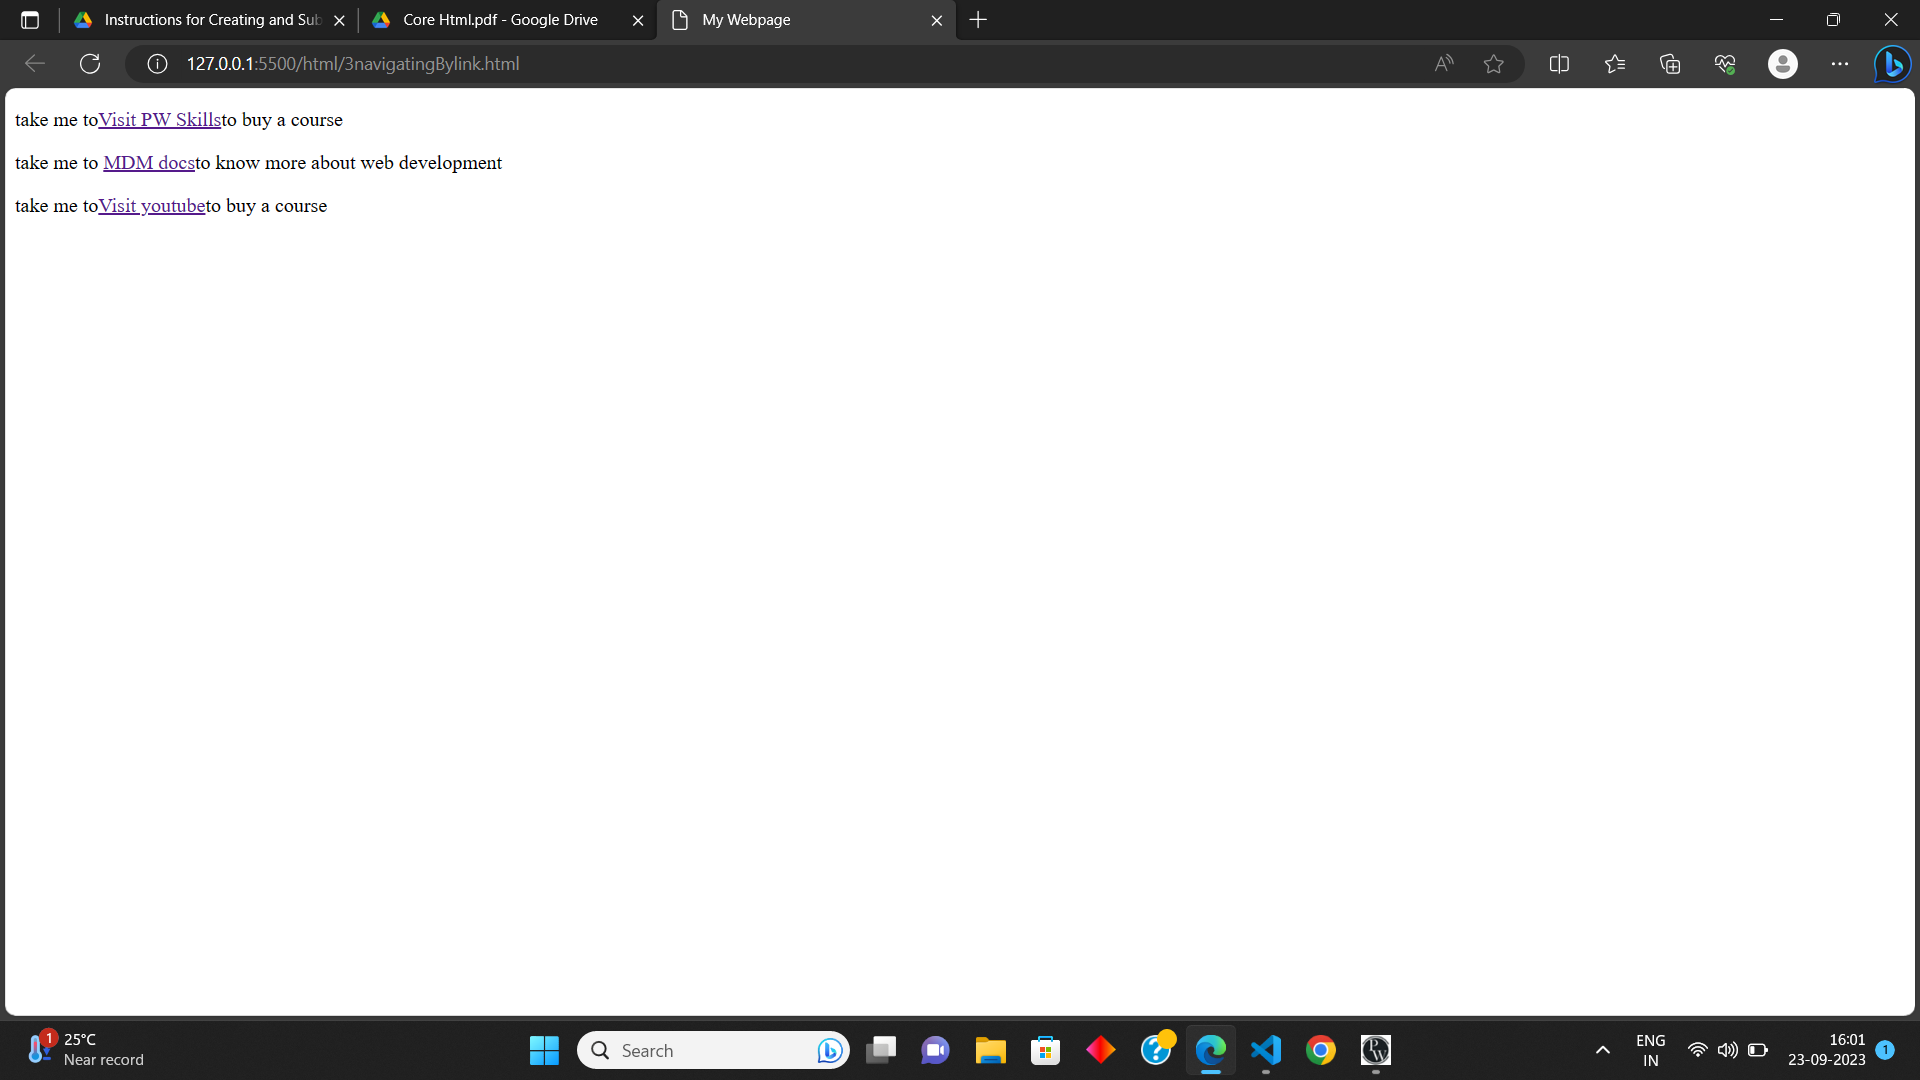 Instructions for Creating and Sub
Core Html.pdf - Google Drive
My Webpage
127.0.0.1:5500/html/3navigatingBylink.html
take me toVisit PW Skillsto buy a course
take me to MDM docsto know more about web development
take me toVisit youtubeto buy a course
1
25°C
Near record
Search
PW
ENG
IN
16:01
23-09-2023
1